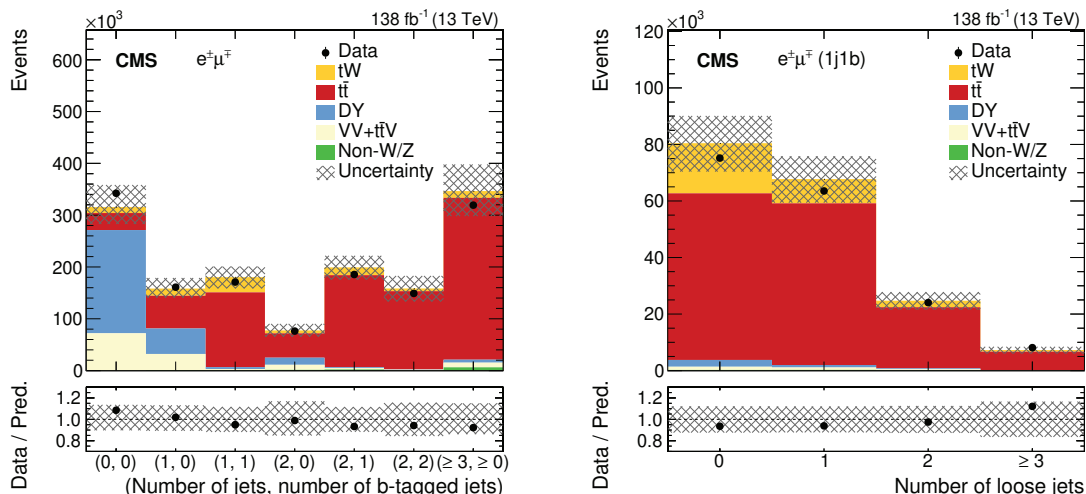 ×10³ 138 fb⁻¹ (13 TeV)
Events
600
500
400
300
200
100
0
CMS e±μ∓
Data
tW
tt̄
DY
VV+tt̄V
Non-W/Z
Uncertainty
Data / Pred.
1.2
1.0
0.8
(0, 0) (1, 0) (1, 1) (2, 0) (2, 1) (2, 2) (≥ 3, ≥ 0)
(Number of jets, number of b-tagged jets)
×10³ 138 fb⁻¹ (13 TeV)
Events
120
100
80
60
40
20
0
CMS e±μ∓ (1j1b)
Data
tW
tt̄
DY
VV+tt̄V
Non-W/Z
Uncertainty
Data / Pred.
1.2
1.0
0.8
0 1 2 ≥ 3
Number of loose jets